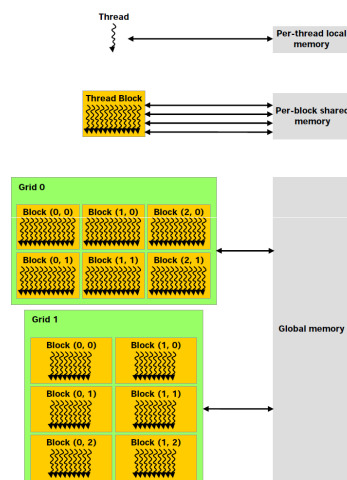 Thread
Per-thread local
memory
Thread Block
Per-block shared
memory
Grid 0
Block (0, 0) Block (1, 0) Block (2, 0)
Block (0, 1) Block (1, 1) Block (2, 1)
Grid 1
Global memory
Block (0, 0) Block (1, 0)
Block (0, 1) Block (1, 1)
Block (0, 2) Block (1, 2)